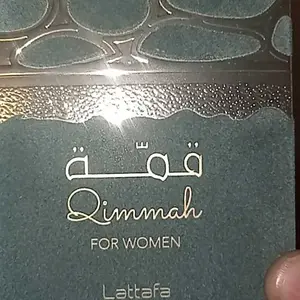 قمّة
Qimmah
FOR WOMEN
Lattafa